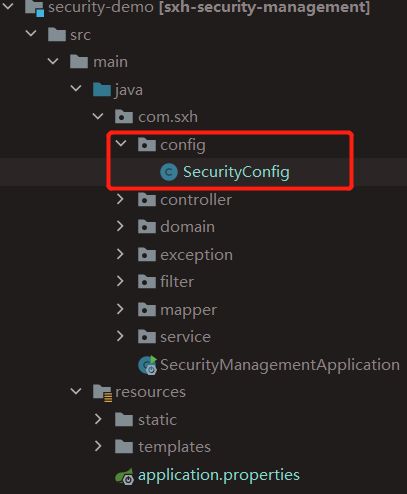 security-demo [sxh-security-management]
src
main
java
com.sxh
config
SecurityConfig
controller
domain
exception
filter
mapper
service
SecurityManagementApplication
resources
static
templates
application.properties